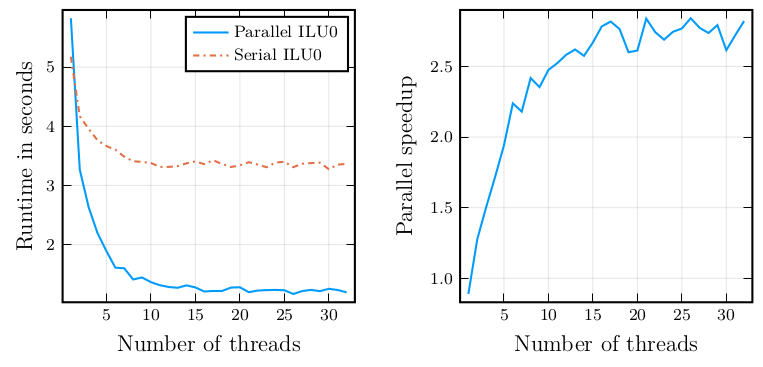 Parallel ILU0
Serial ILU0
Runtime in seconds
5
4
3
2
5 10 15 20 25 30
Number of threads
Parallel speedup
2.5
2.0
1.5
1.0
5 10 15 20 25 30
Number of threads